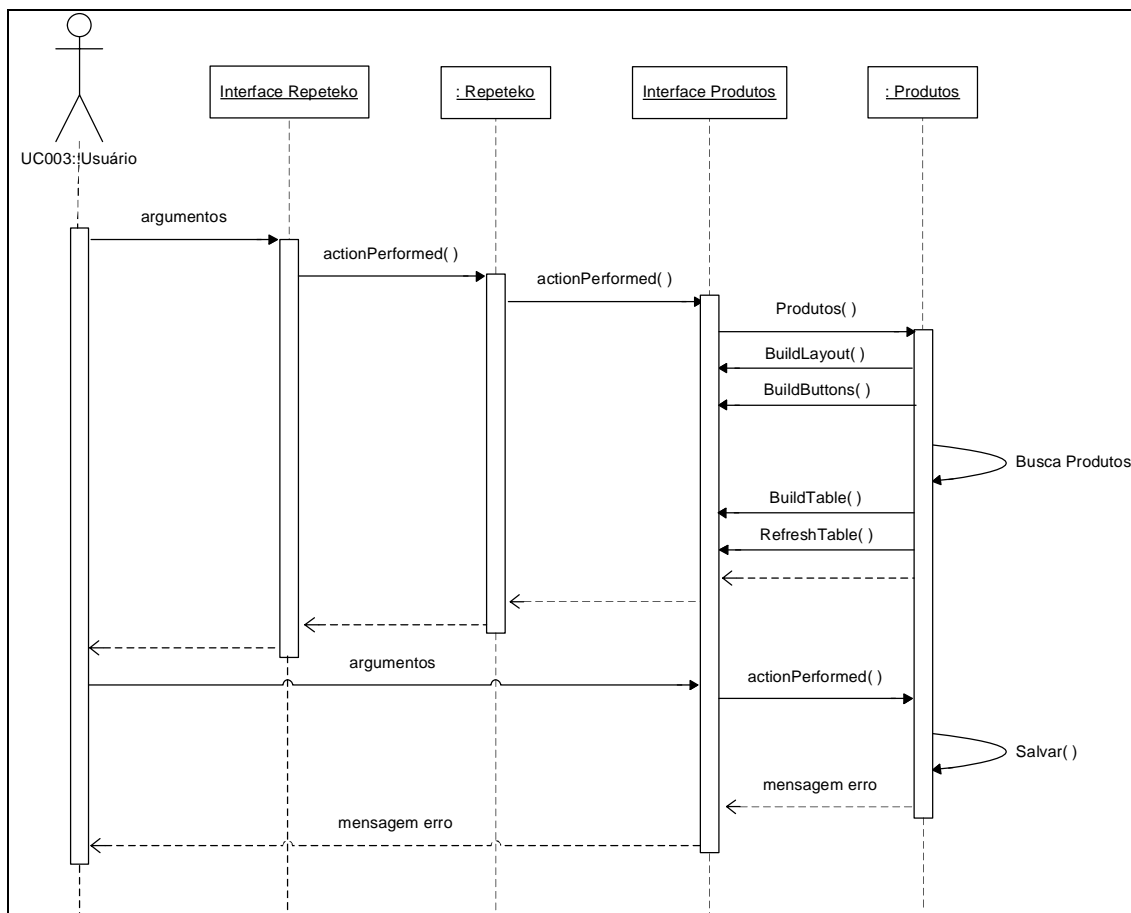 Interface Repeteko
: Repeteko
Interface Produtos
: Produtos
UC003::Usuário
argumentos
actionPerformed( )
actionPerformed( )
Produtos( )
BuildLayout( )
BuildButtons( )
Busca Produtos
BuildTable( )
RefreshTable( )
argumentos
actionPerformed( )
Salvar( )
mensagem erro
mensagem erro